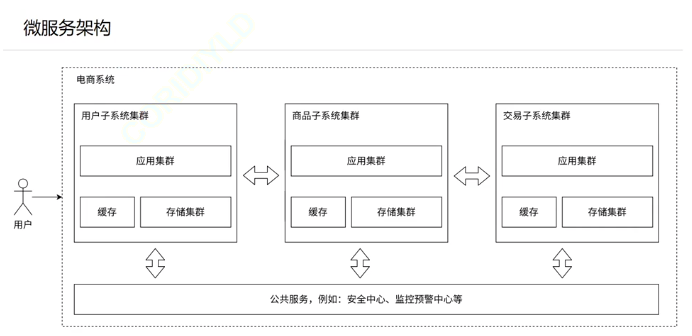 微服务架构
电商系统
用户子系统集群
商品子系统集群
交易子系统集群
应用集群
应用集群
应用集群
缓存
存储集群
缓存
存储集群
缓存
存储集群
用户
公共服务，例如：安全中心、监控预警中心等